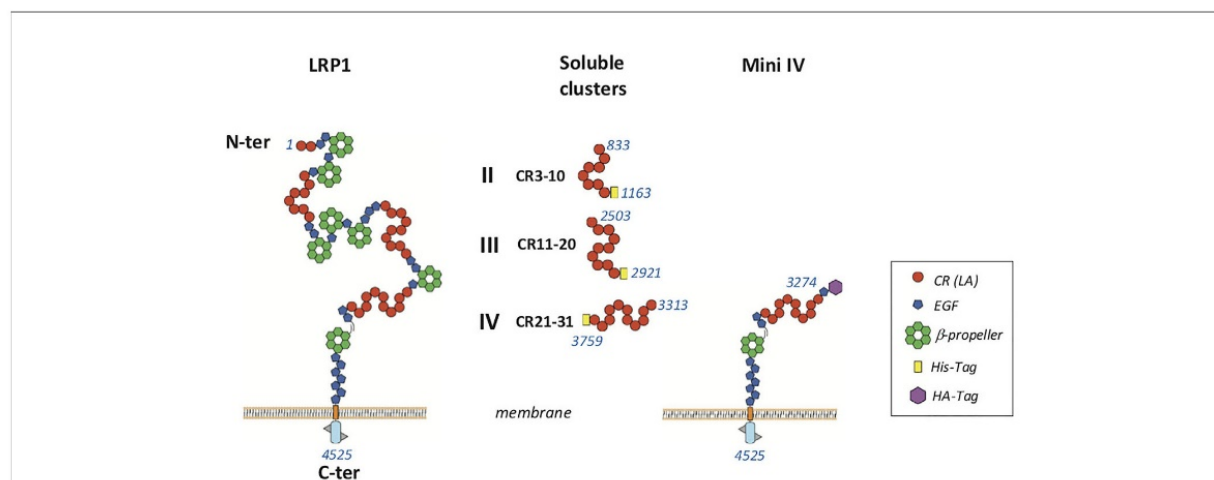 LRP1
Soluble
clusters
Mini IV
N-ter
1
833
II CR3-10
1163
2503
III CR11-20
2921
3274
3313
IV CR21-31
3759
CR (LA)
EGF
β-propeller
His-Tag
HA-Tag
membrane
4525
C-ter
4525